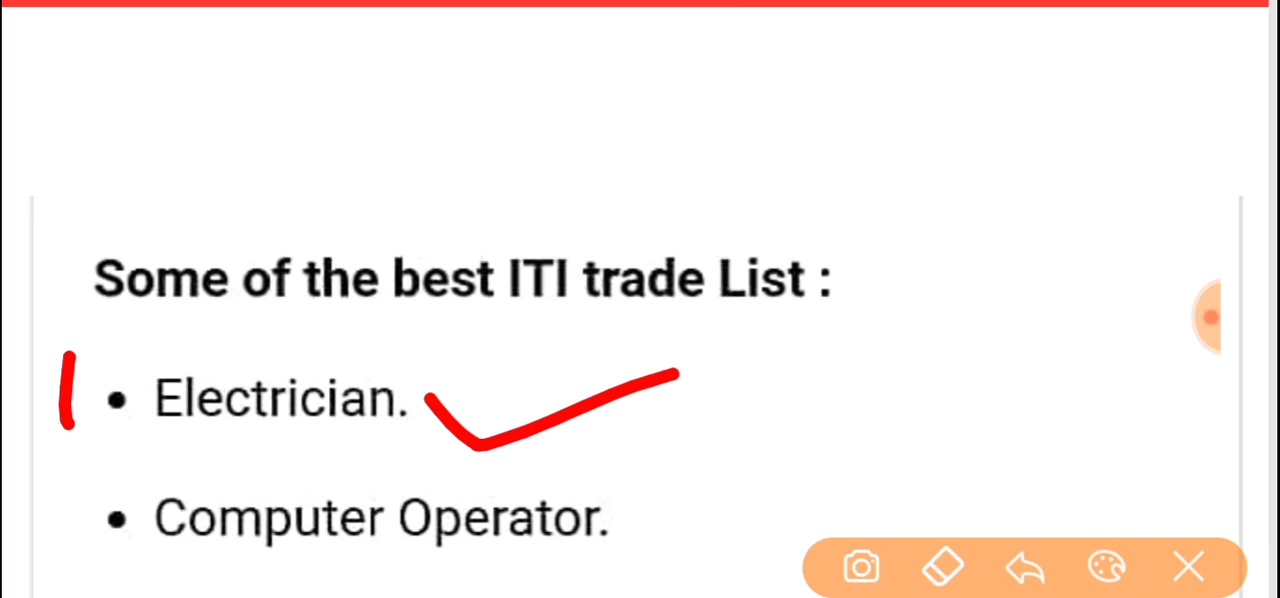 Some of the best ITI trade List :
• Electrician.
• Computer Operator.